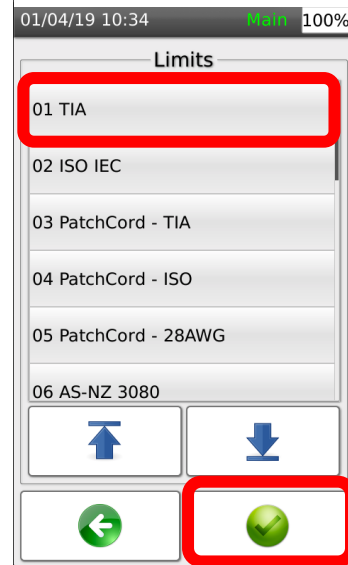 01/04/19 10:34 Main 100%
Limits
01 TIA
02 ISO IEC
03 PatchCord - TIA
04 PatchCord - ISO
05 PatchCord - 28AWG
06 AS-NZ 3080